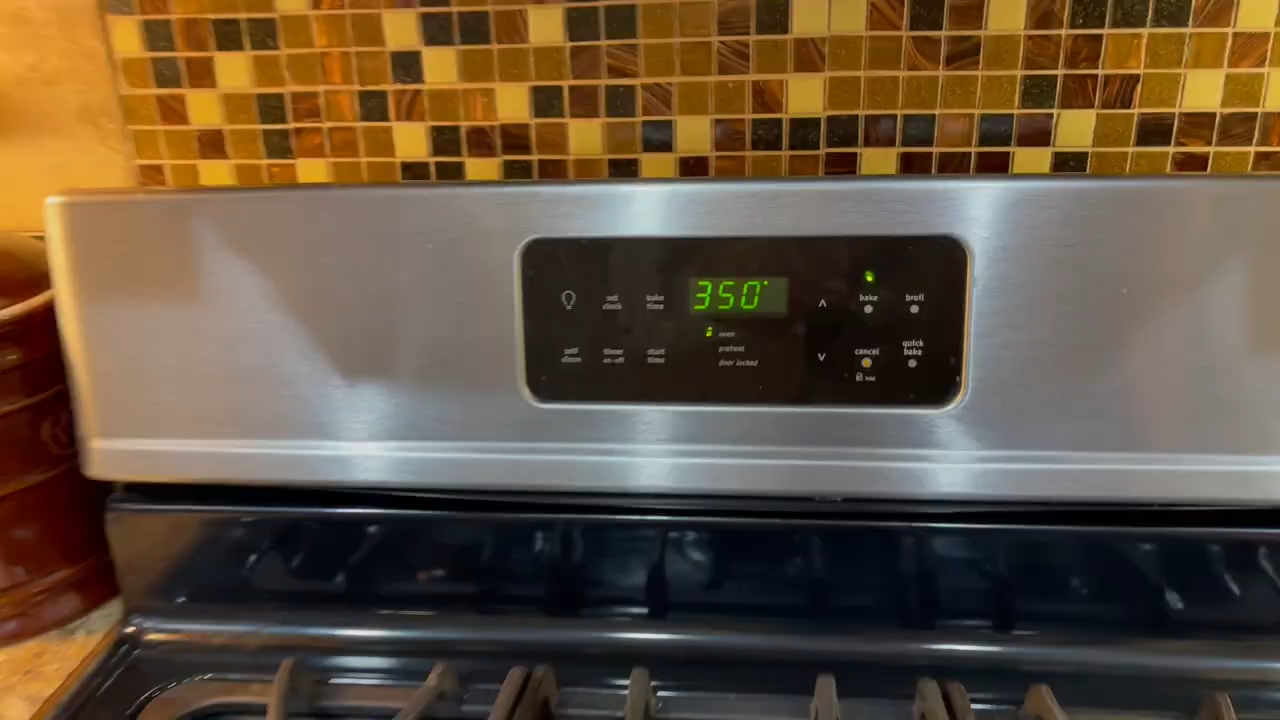 set
clock
bake
time
350°
bake
broil
oven
preheat
door locked
self
clean
timer
on-off
start
time
cancel
quick
bake
hold